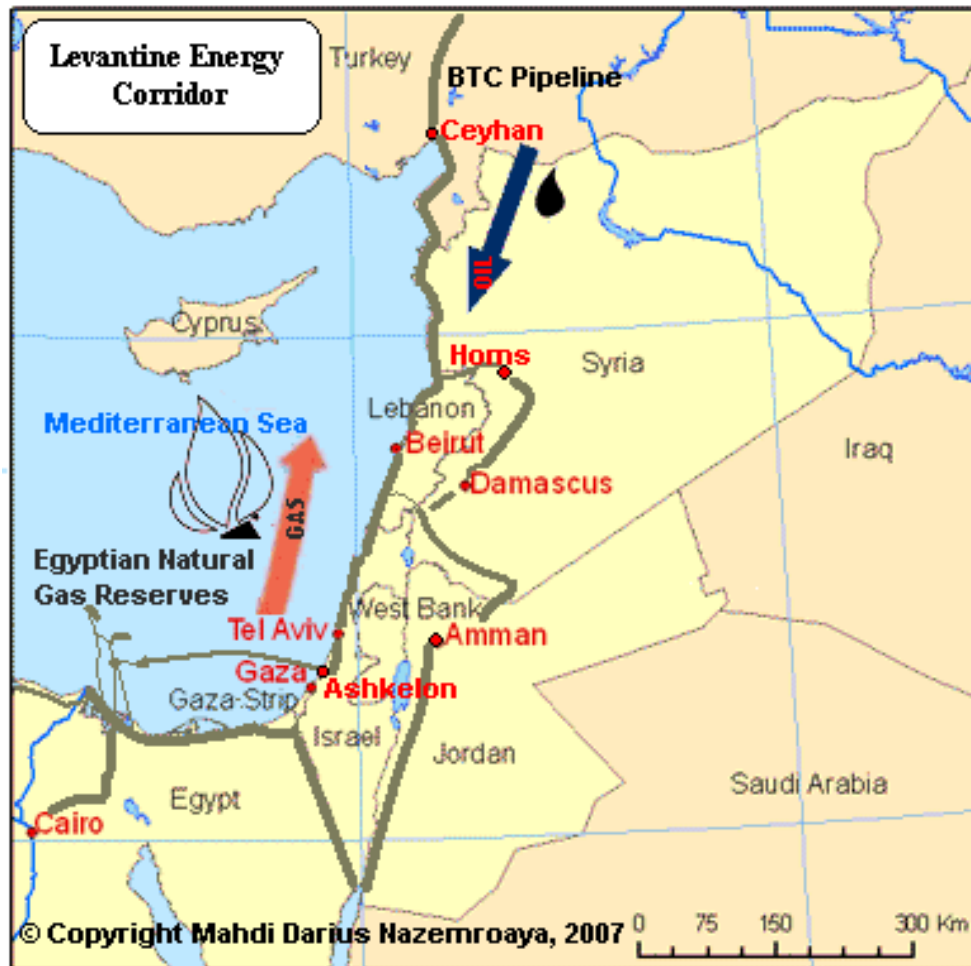 Levantine Energy
Corridor
Turkey
BTC Pipeline
Ceyhan
OIL
Cyprus
Homs
Syria
Mediterranean Sea
Lebanon
Beirut
Iraq
Damascus
GAS
Egyptian Natural
Gas Reserves
West Bank
Tel Aviv
Amman
Gaza
Ashkelon
Gaza-Strip
Israel
Jordan
Egypt
Saudi Arabia
Cairo
© Copyright Mahdi Darius Nazemroaya, 2007
0 75 150 300 KM